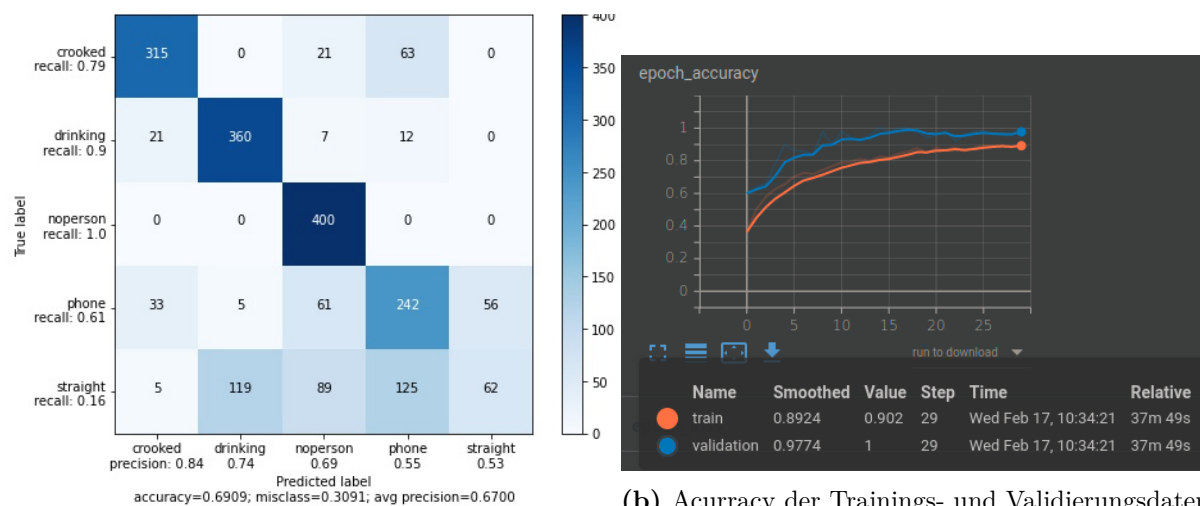 crooked
recall: 0.79
315 0 21 63 0
drinking
recall: 0.9
21 360 7 12 0
noperson
recall: 1.0
0 0 400 0 0
phone
recall: 0.61
33 5 61 242 56
straight
recall: 0.16
5 119 89 125 62
True label
crooked drinking noperson phone straight
precision: 0.84 0.74 0.69 0.55 0.53
Predicted label
accuracy=0.6909; misclass=0.3091; avg precision=0.6700
400
350
300
250
200
150
100
50
0
epoch_accuracy
1
0.8
0.6
0.4
0.2
0
0 5 10 15 20 25
run to download
Name Smoothed Value Step Time Relative
train 0.8924 0.902 29 Wed Feb 17, 10:34:21 37m 49s
validation 0.9774 1 29 Wed Feb 17, 10:34:21 37m 49s
(b) Acurracy der Trainings- und Validierungsdaten